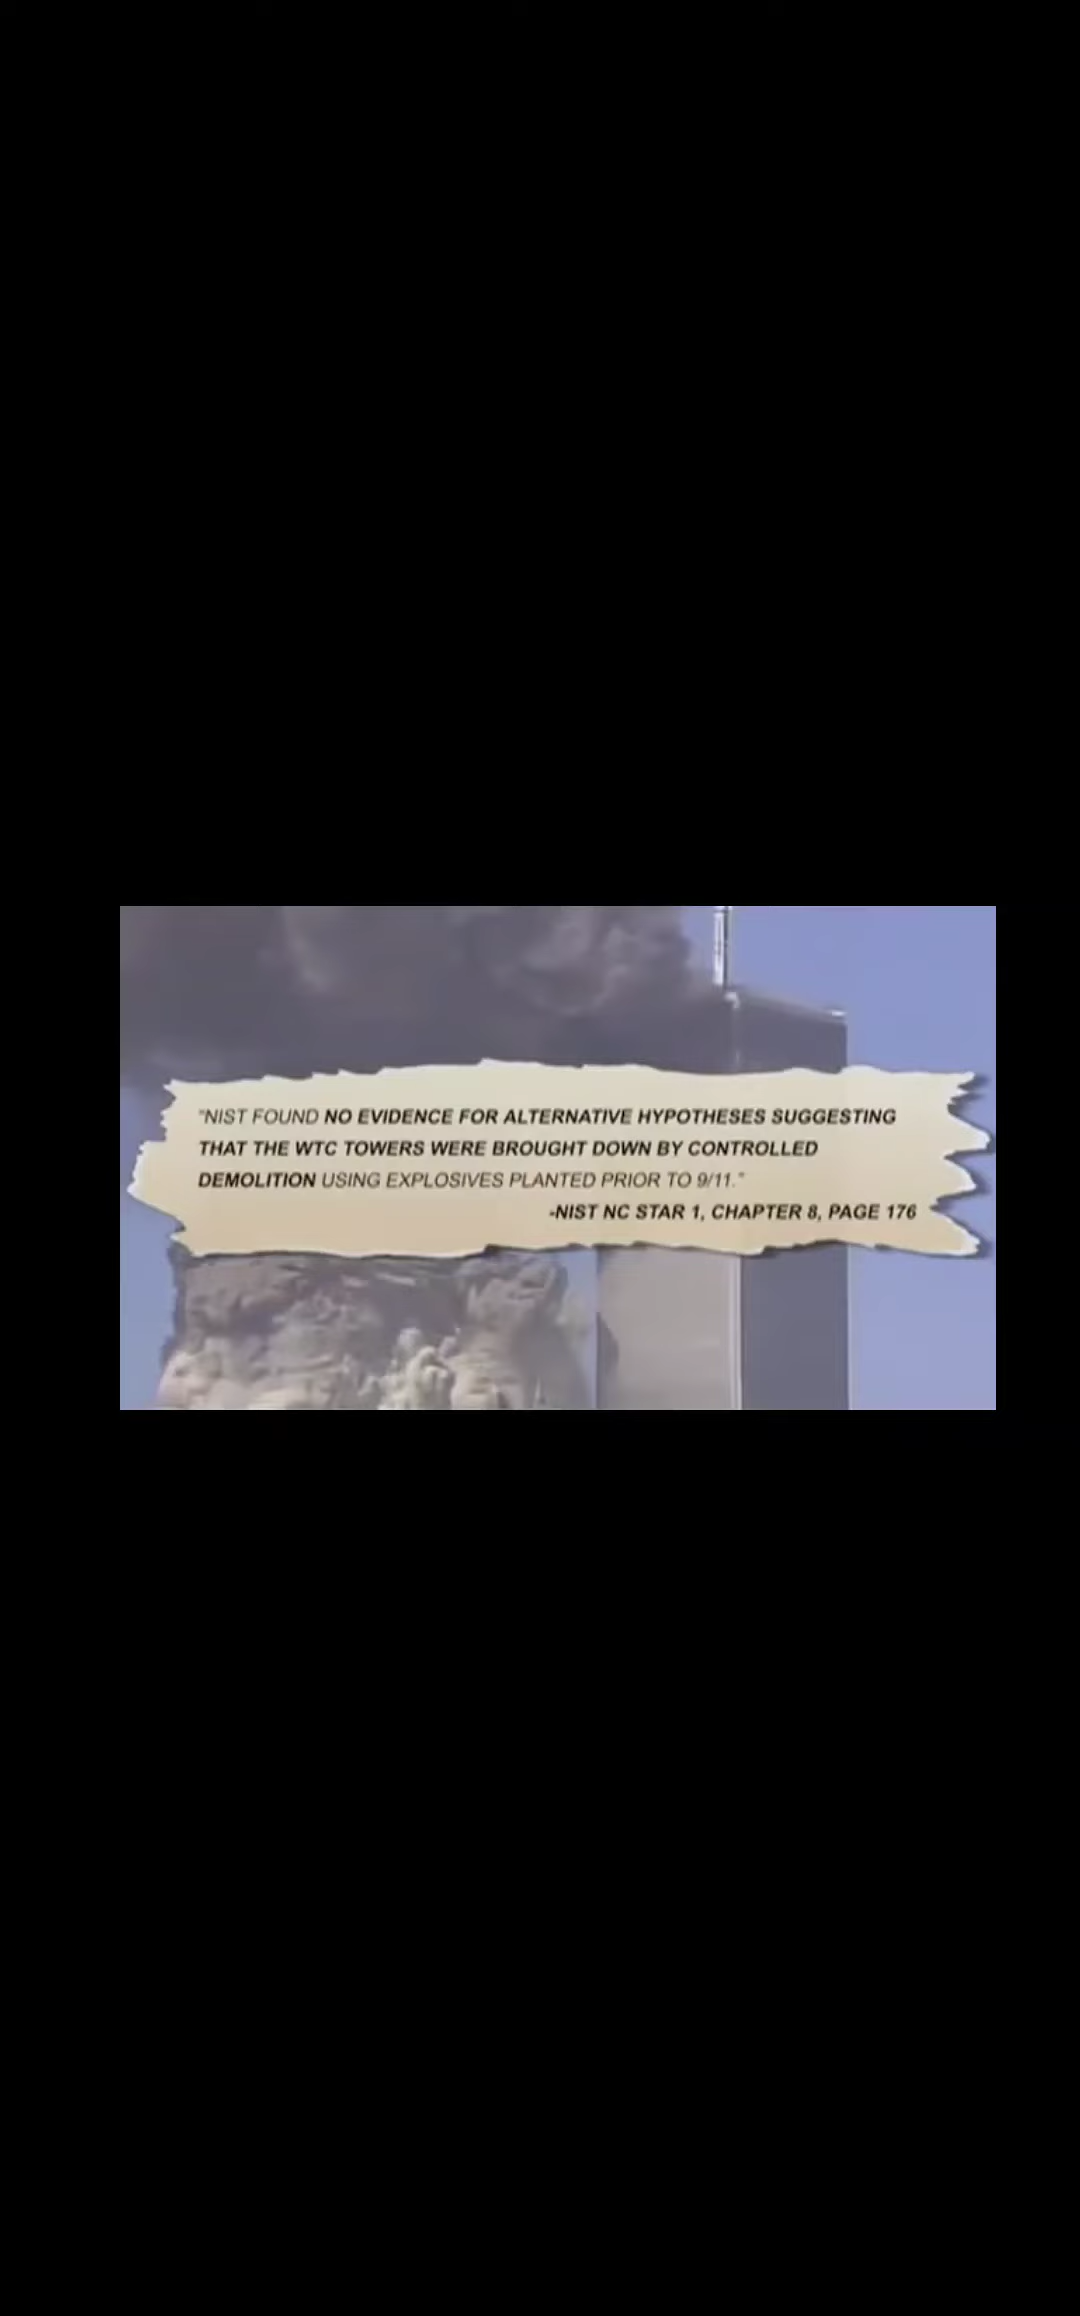 "NIST FOUND NO EVIDENCE FOR ALTERNATIVE HYPOTHESES SUGGESTING
THAT THE WTC TOWERS WERE BROUGHT DOWN BY CONTROLLED
DEMOLITION USING EXPLOSIVES PLANTED PRIOR TO 9/11."
-NIST NC STAR 1, CHAPTER 8, PAGE 176